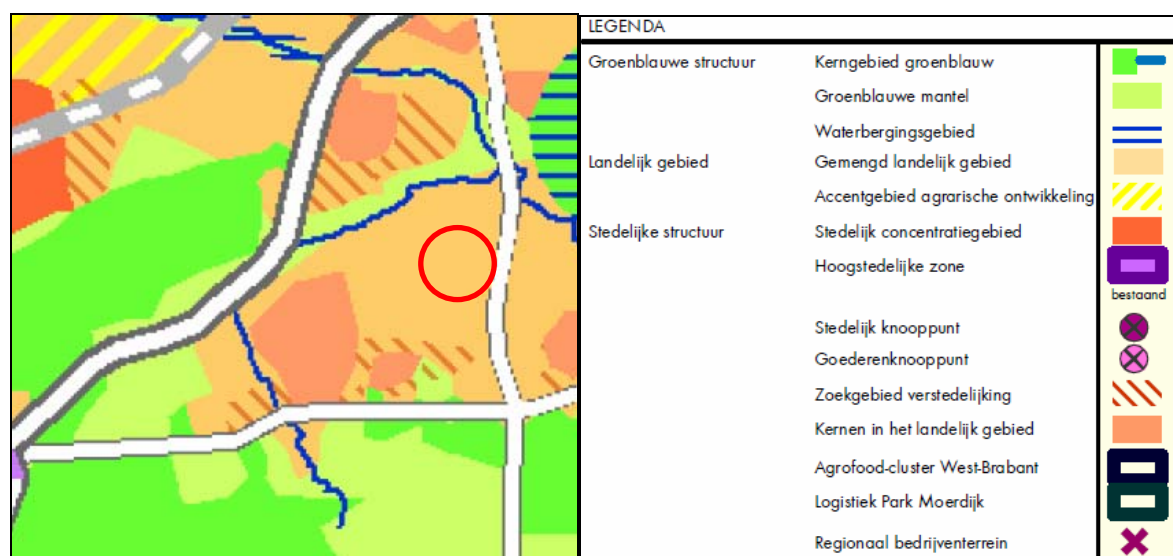 LEGENDA
Groenblauwe structuur Kerngebied groenblauw
Groenblauwe mantel
Waterbergingsgebied
Landelijk gebied Gemengd landelijk gebied
Accentgebied agrarische ontwikkeling
Stedelijke structuur Stedelijk concentratiegebied
Hoogstedelijke zone
bestaand
Stedelijk knooppunt
Goederenknooppunt
Zoekgebied verstedelijking
Kernen in het landelijk gebied
Agrofood-cluster West-Brabant
Logistiek Park Moerdijk
Regionaal bedrijventerrein